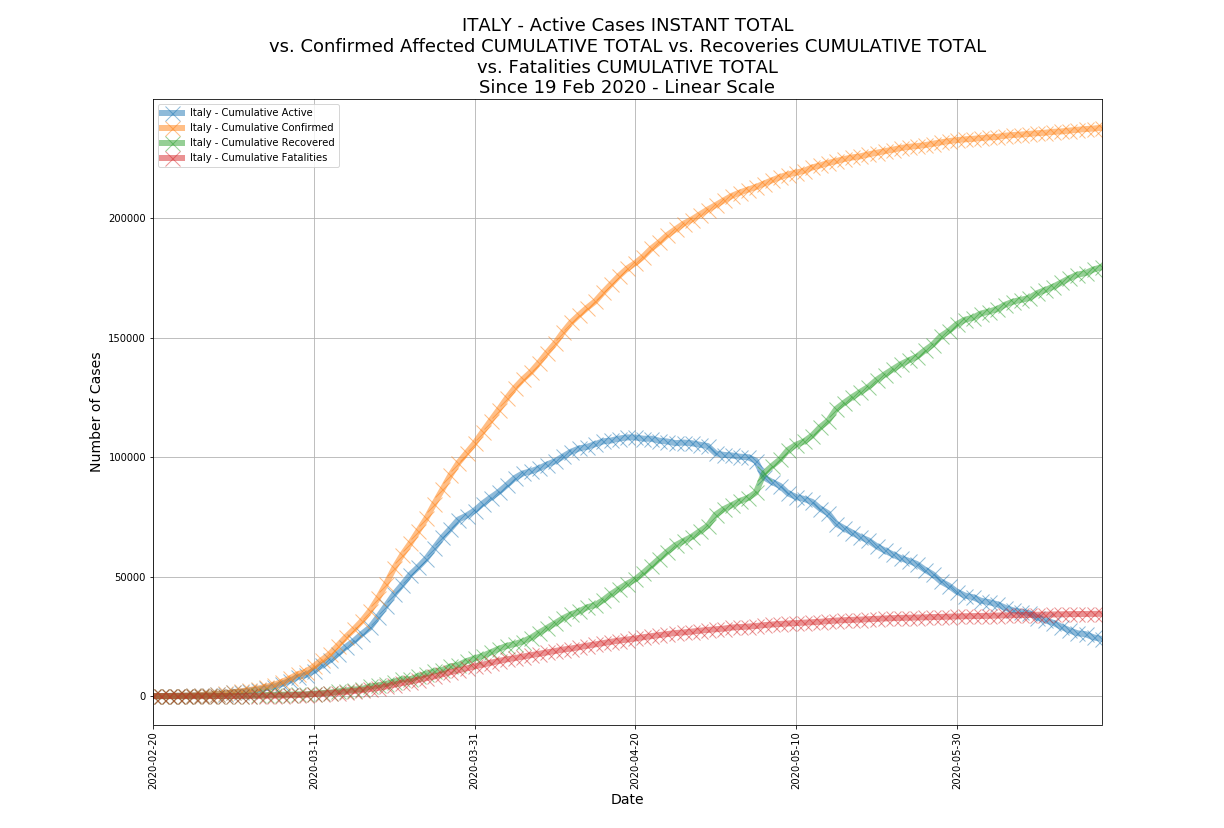 ITALY - Active Cases INSTANT TOTAL
vs. Confirmed Affected CUMULATIVE TOTAL vs. Recoveries CUMULATIVE TOTAL
vs. Fatalities CUMULATIVE TOTAL
Since 19 Feb 2020 - Linear Scale
Italy - Cumulative Active
Italy - Cumulative Confirmed
Italy - Cumulative Recovered
Italy - Cumulative Fatalities
Number of Cases
200000
150000
100000
50000
0
2020-02-20
2020-03-11
2020-03-31
2020-04-20
2020-05-10
2020-05-30
Date